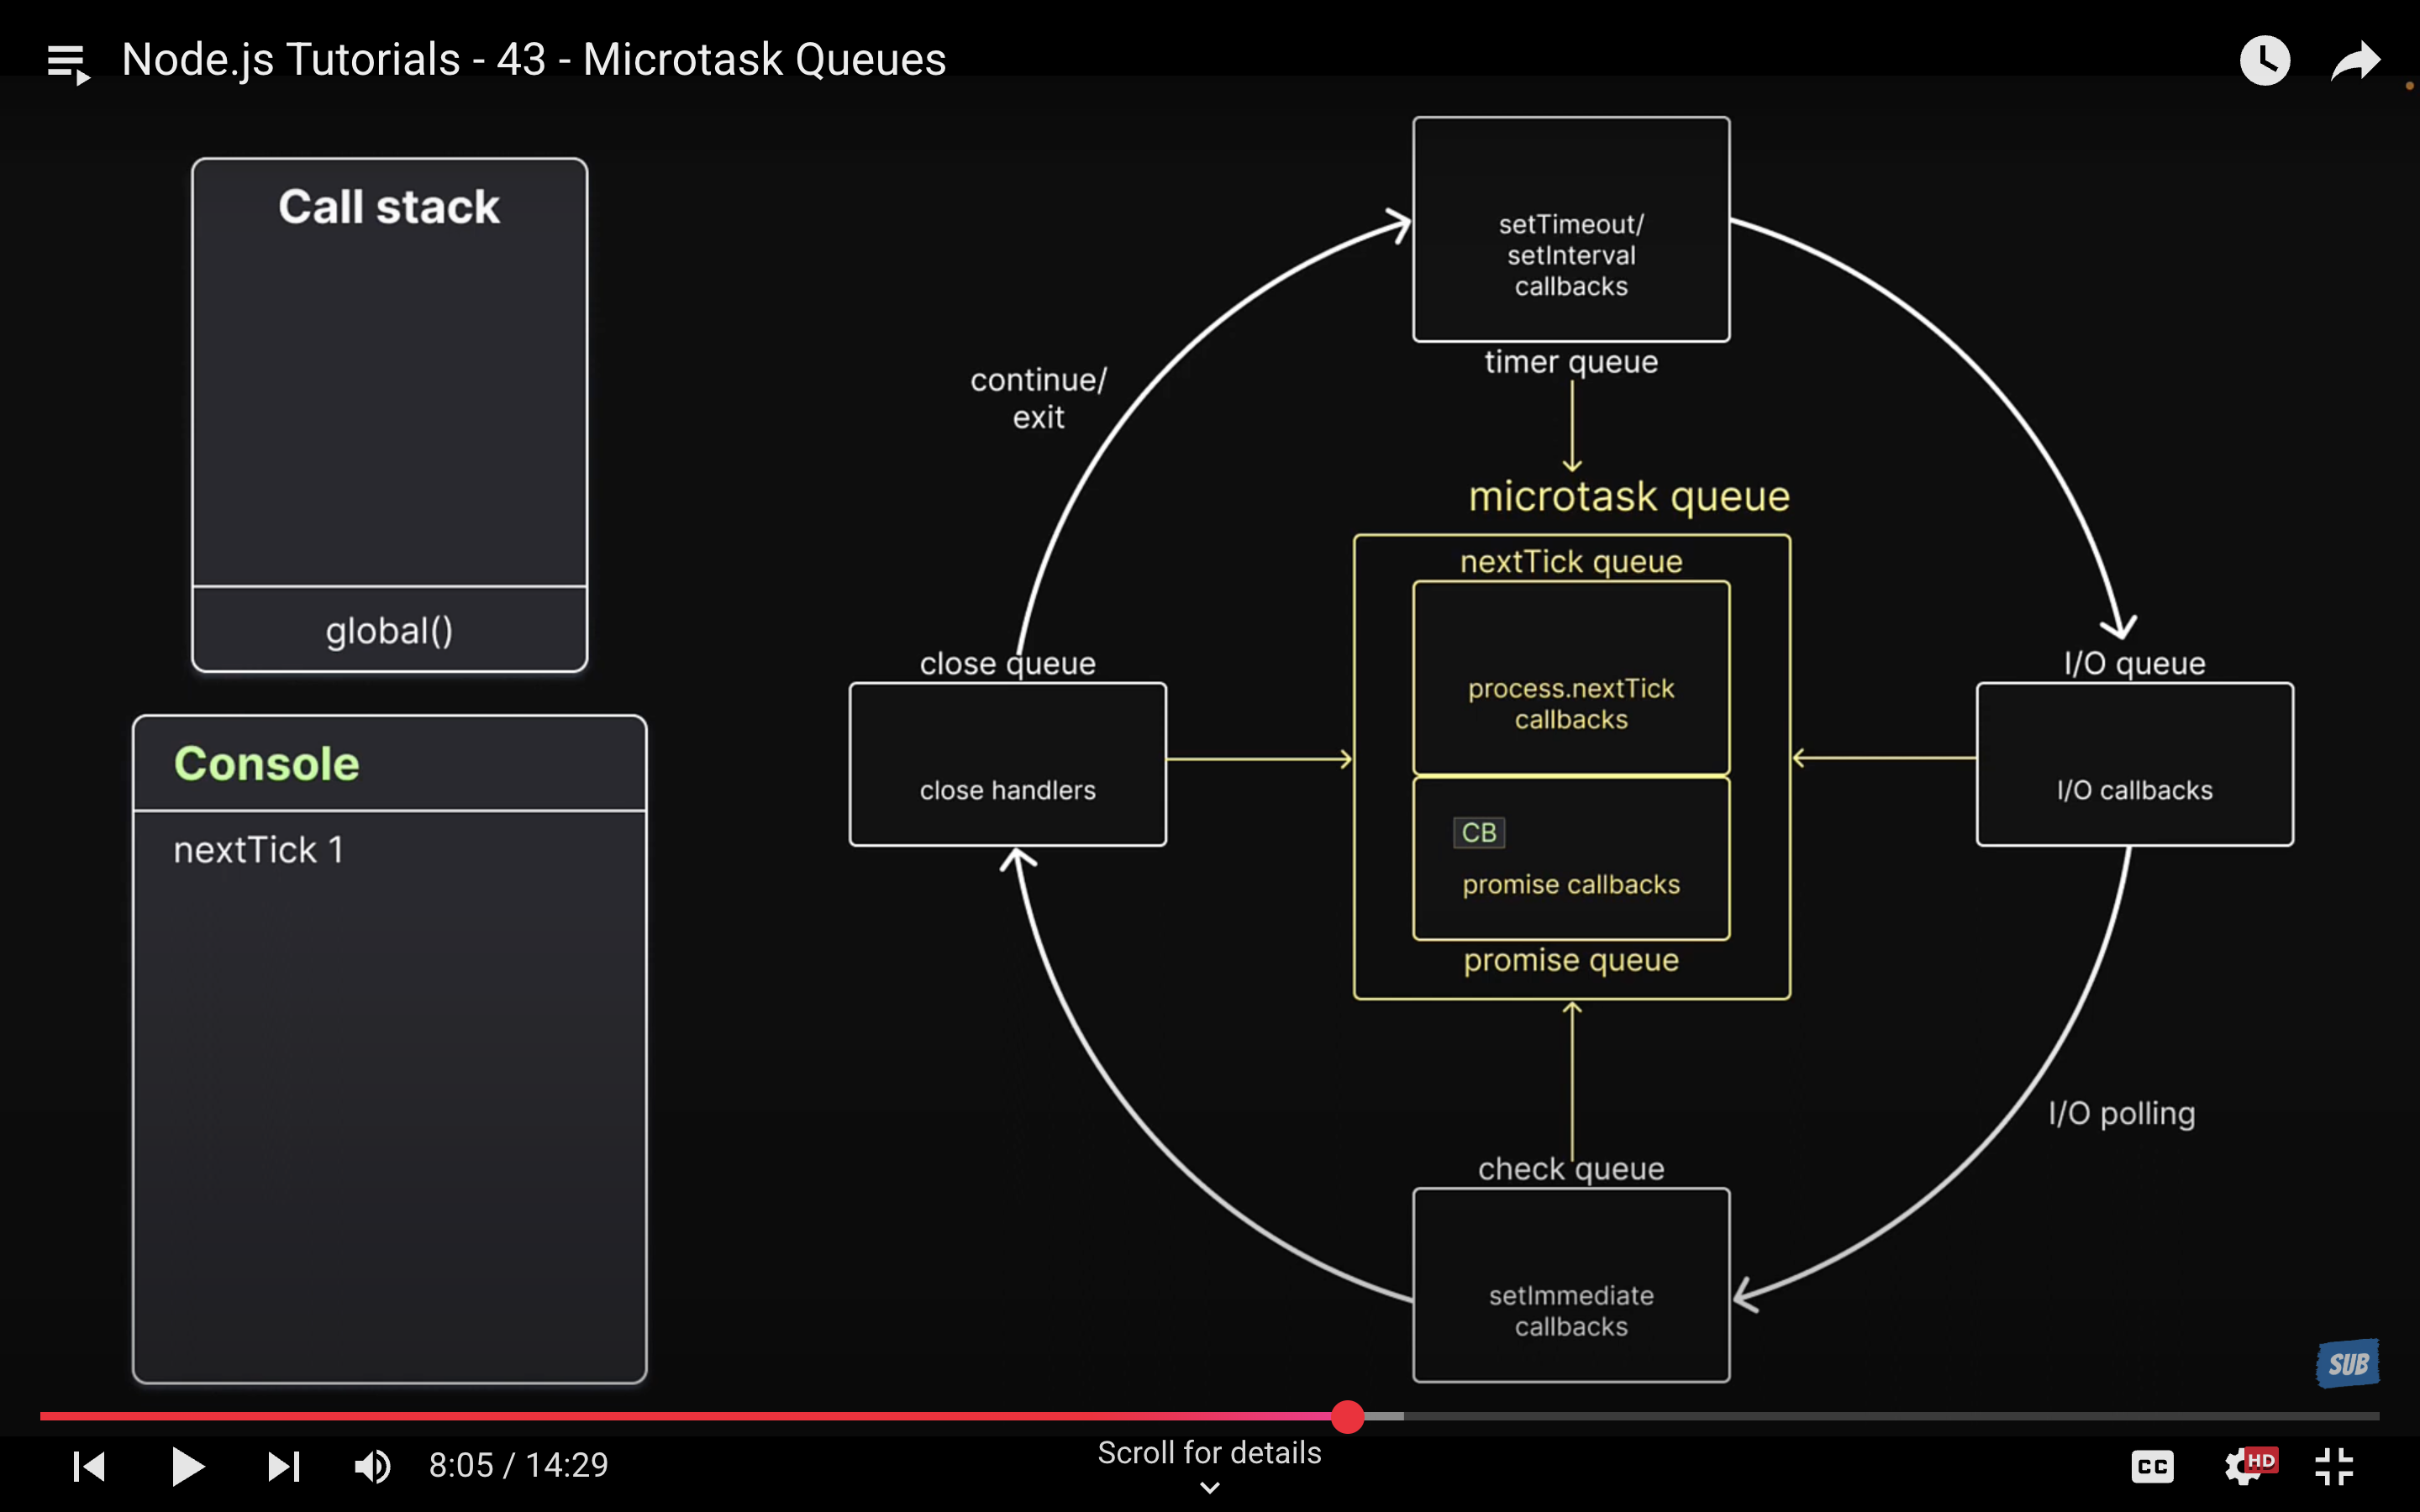 Node.js Tutorials - 43 - Microtask Queues
Call stack
global()
Console
nextTick 1
setTimeout/
setInterval
callbacks
timer queue
continue/
exit
microtask queue
nextTick queue
process.nextTick
callbacks
CB
promise callbacks
promise queue
close queue
close handlers
I/O queue
I/O callbacks
I/O polling
check queue
setImmediate
callbacks
SUB
8:05 / 14:29
Scroll for details
CC
HD